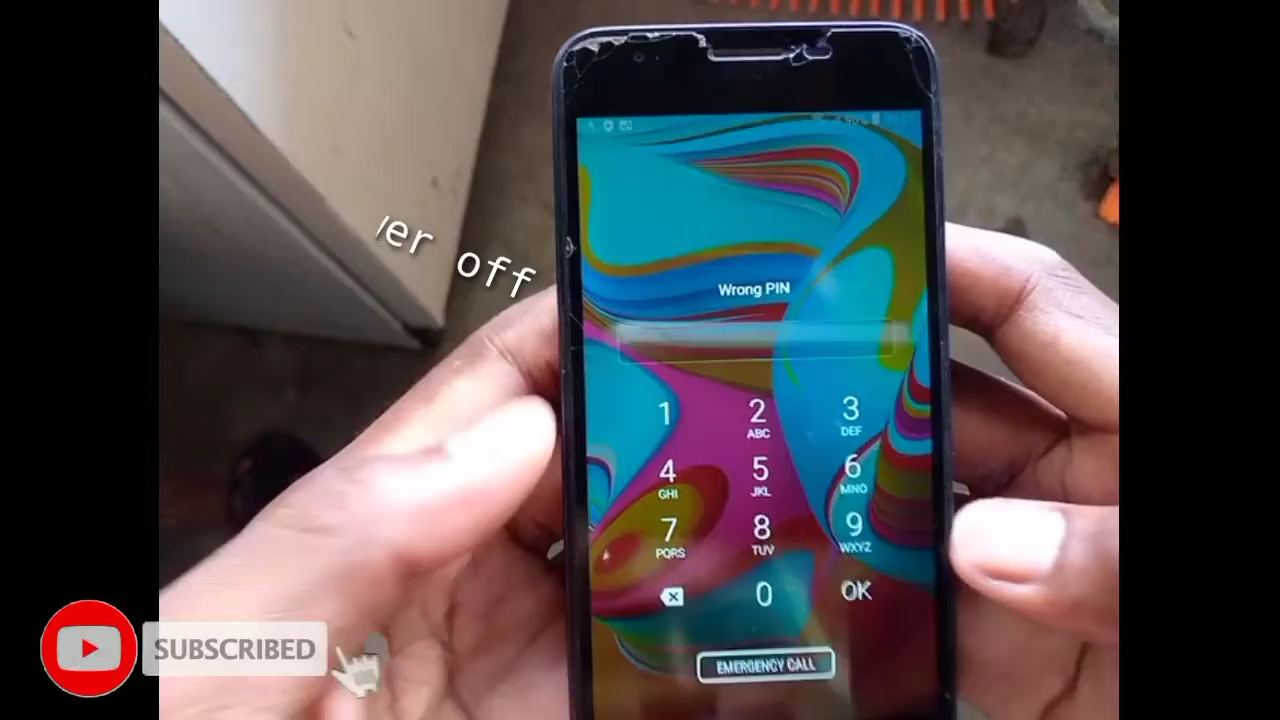 er off
Wrong PIN
1
2
3
ABC
DEF
4
5
6
GHI
JKL
MNO
7
8
9
PQRS
TUV
WXYZ
0
OK
EMERGENCY CALL
SUBSCRIBED